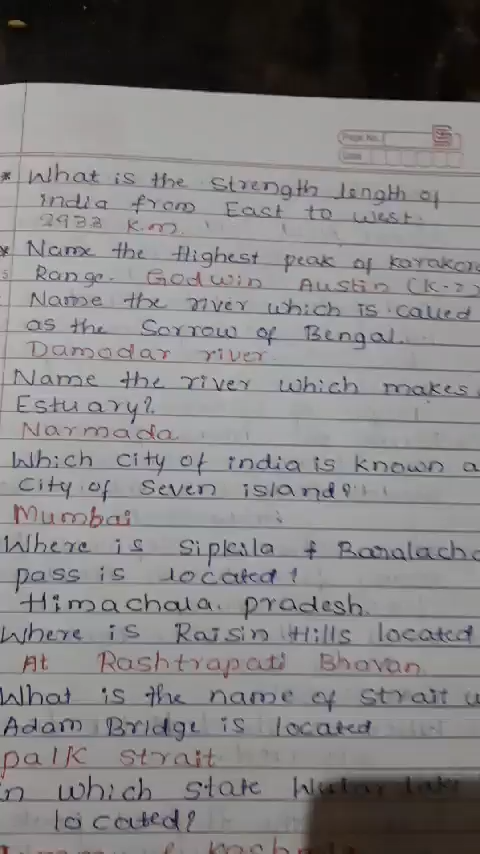 Page No.
Date
* What is the strength length of
india from East to west.
2933 K.m.
* Name the Highest peak of Karakor
Range. Godwin Austin (K-2)
Name the river which is called
as the Sorrow of Bengal.
Damodar river.
Name the river which makes
Estuary?
Narmada
Which city of india is known a
city of seven island?
Mumbai
Where is Sipkila & Baralach
pass is located?
Himachala pradesh.
Where is Raisin Hills located
At Rashtrapati Bhavan
What is the name of strait w
Adam Bridge is located
palk strait
in which state
located?